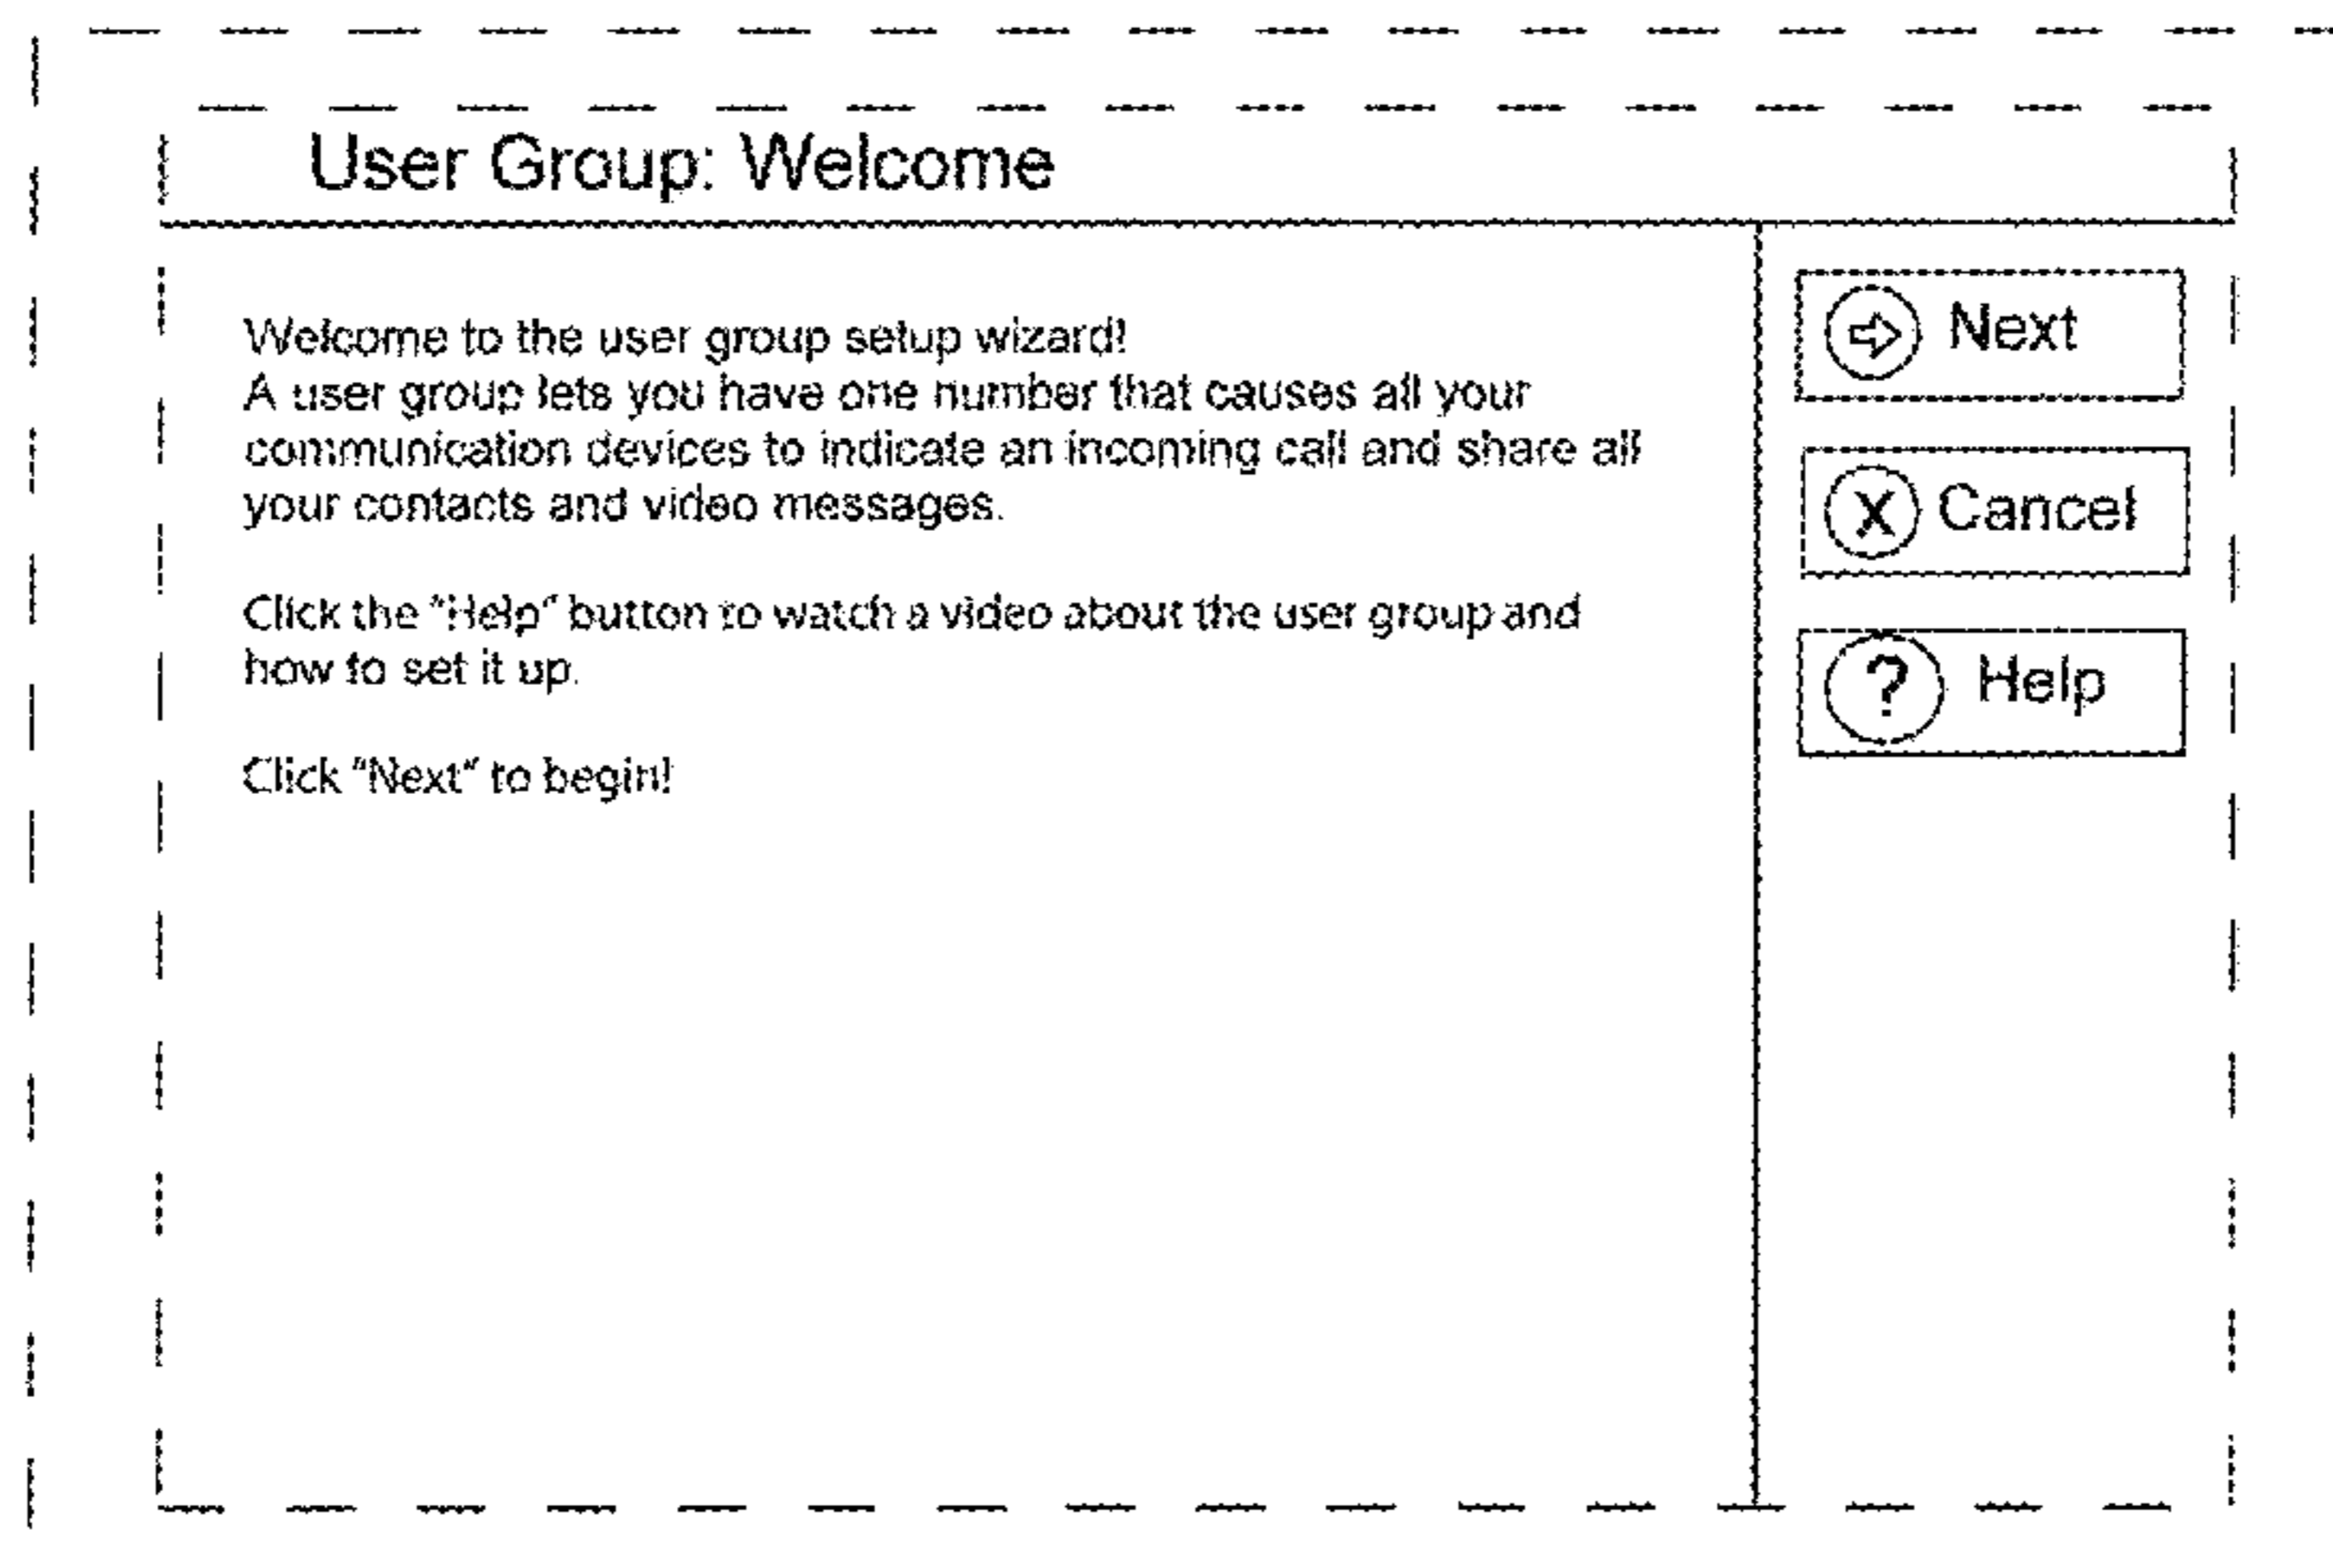 User Group: Welcome
Welcome to the user group setup wizard!
A user group lets you have one number that causes all your
communication devices to indicate an incoming call and share all
your contacts and video messages.
Click the "Help" button to watch a video about the user group and
how to set it up.
Click "Next" to begin!
Next
X Cancel
? Help